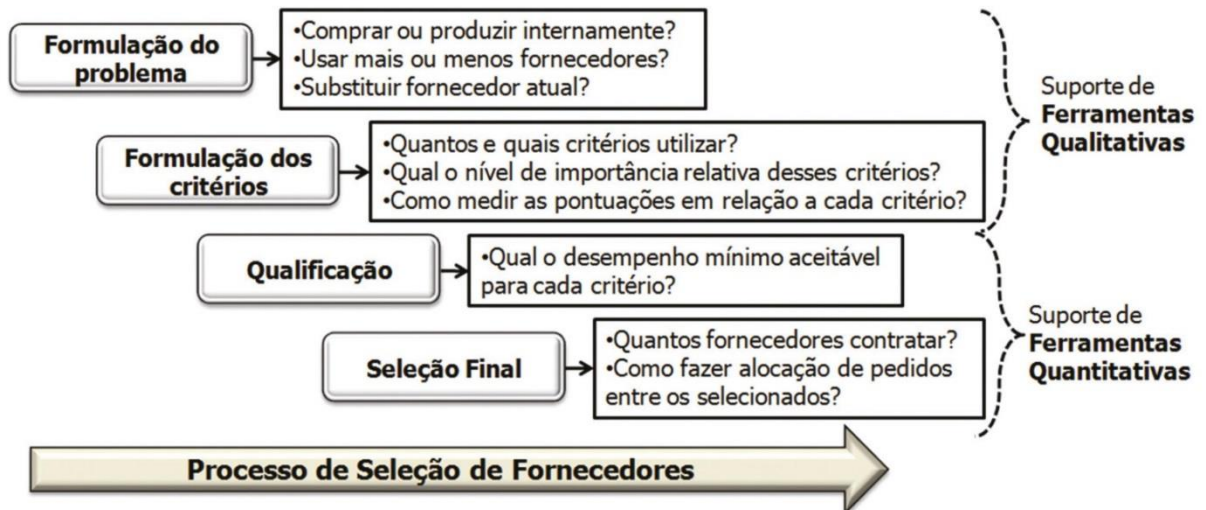 Formulação do
problema
•Comprar ou produzir internamente?
•Usar mais ou menos fornecedores?
•Substituir fornecedor atual?
Formulação dos
critérios
•Quantos e quais critérios utilizar?
•Qual o nível de importância relativa desses critérios?
•Como medir as pontuações em relação a cada critério?
Suporte de
Ferramentas
Qualitativas
Qualificação
•Qual o desempenho mínimo aceitável
para cada critério?
Seleção Final
•Quantos fornecedores contratar?
•Como fazer alocação de pedidos
entre os selecionados?
Suporte de
Ferramentas
Quantitativas
Processo de Seleção de Fornecedores